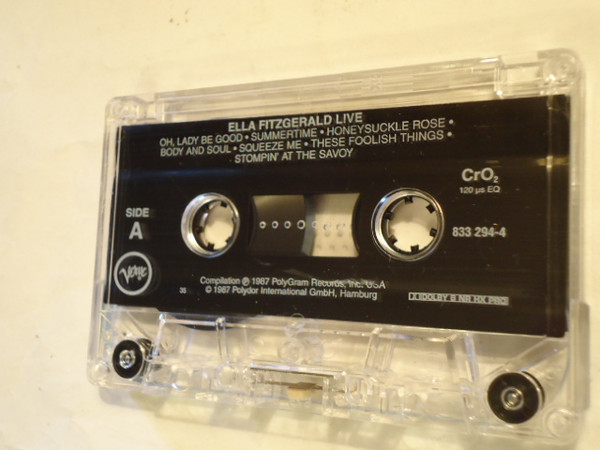 ELLA FITZGERALD LIVE
OH, LADY BE GOOD • SUMMERTIME • HONEYSUCKLE ROSE •
BODY AND SOUL • SQUEEZE ME • THESE FOOLISH THINGS •
STOMPIN' AT THE SAVOY
CrO2
120 µs EQ
SIDE
A
833 294-4
Verve
Compilation ℗ 1987 PolyGram Records, Inc. USA
© 1987 Polydor International GmbH, Hamburg
DOLBY B NR HX PRO